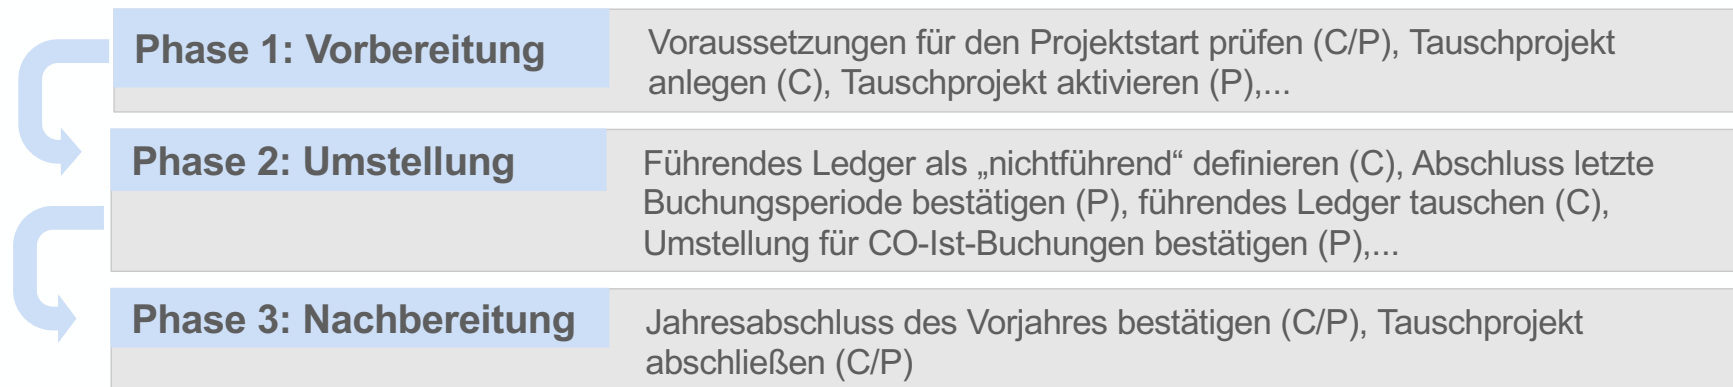 Phase 1: Vorbereitung
Voraussetzungen für den Projektstart prüfen (C/P), Tauschprojekt
anlegen (C), Tauschprojekt aktivieren (P),...
Phase 2: Umstellung
Führendes Ledger als „nichtführend“ definieren (C), Abschluss letzte
Buchungsperiode bestätigen (P), führendes Ledger tauschen (C),
Umstellung für CO-Ist-Buchungen bestätigen (P),...
Phase 3: Nachbereitung
Jahresabschluss des Vorjahres bestätigen (C/P), Tauschprojekt
abschließen (C/P)